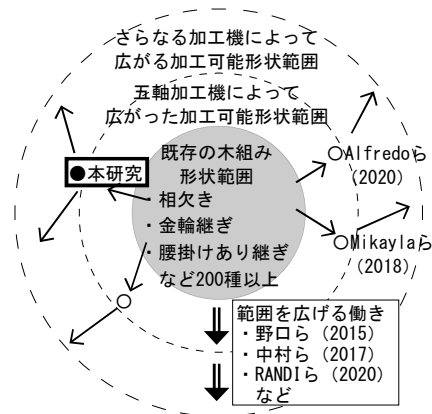 さらなる加工機によって
広がる加工可能形状範囲
五軸加工機によって
広がった加工可能形状範囲
既存の木組み
形状範囲
・相欠き
・金輪継ぎ
・腰掛けあり継ぎ
など200種以上
●本研究
○Alfredoら
(2020)
○Mikaylaら
(2018)
範囲を広げる働き
・野口ら (2015)
・中村ら (2017)
・RANDIら (2020)
など